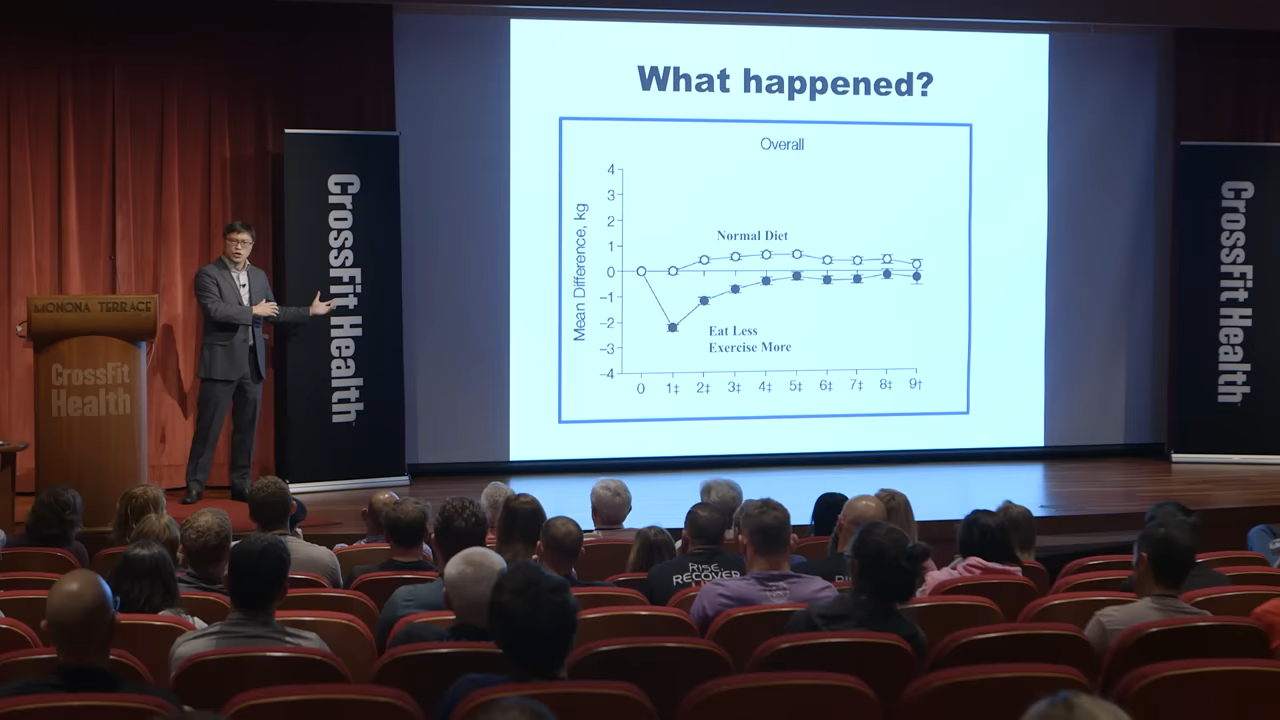 What happened?
Overall
4
3
2
1
0
−1
−2
−3
−4
Mean Difference, kg
Normal Diet
Eat Less
Exercise More
0 1‡ 2‡ 3‡ 4‡ 5‡ 6‡ 7‡ 8‡ 9†
MONONA TERRACE
CrossFit
Health
CrossFit Health
CrossFit Health
RISE.
RECOVER